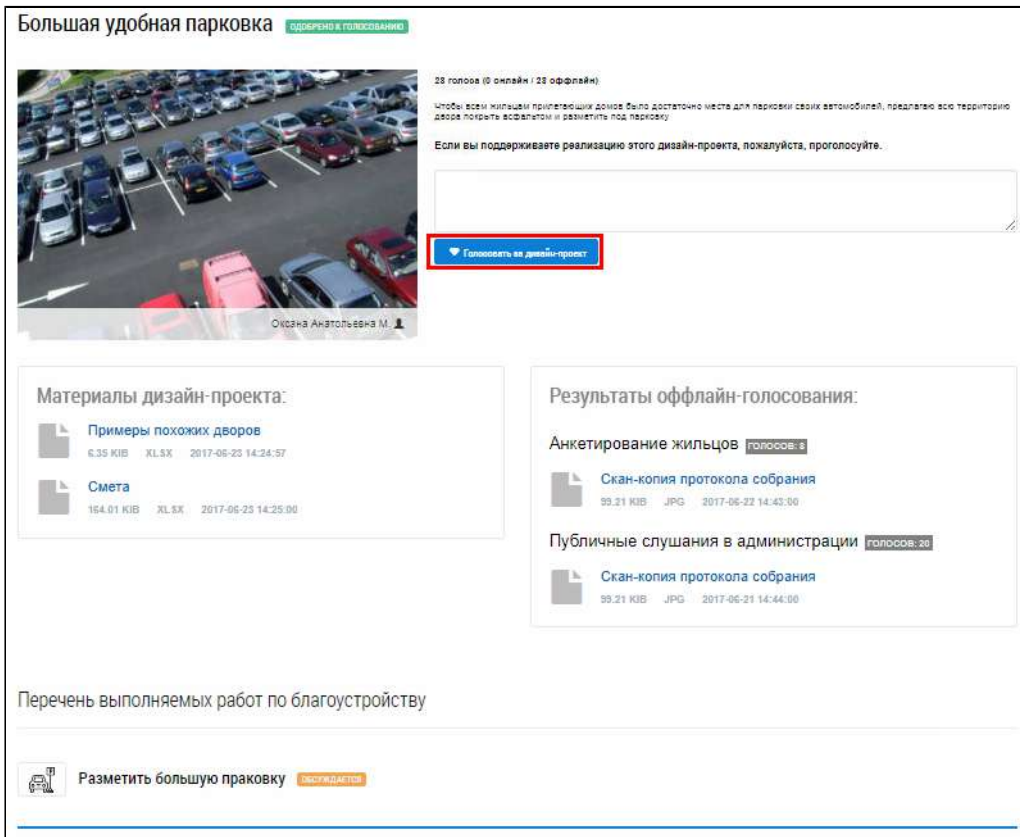 Большая удобная парковка ОДОБРЕНО К ГОЛОСОВАНИЮ
28 голоса (0 онлайн / 28 оффлайн)
Чтобы всем жильцам прилегающих домов было достаточно места для парковки своих автомобилей, предлагаю всю территорию
двора покрыть асфальтом и разметить под парковку
Если вы поддерживаете реализацию этого дизайн-проекта, пожалуйста, проголосуйте.
Голосовать за дизайн-проект
Оксана Анатольевна М.
Материалы дизайн-проекта:
Примеры похожих дворов
6.35 KIB XLSX 2017-06-23 14:24:57
Смета
164.01 KIB XLSX 2017-06-23 14:25:00
Результаты оффлайн-голосования:
Анкетирование жильцов ГОЛОСОВ: 8
Скан-копия протокола собрания
99.21 KIB JPG 2017-06-22 14:43:00
Публичные слушания в администрации ГОЛОСОВ: 20
Скан-копия протокола собрания
99.21 KIB JPG 2017-06-21 14:44:00
Перечень выполняемых работ по благоустройству
Разметить большую праковку ОБСУЖДАЕТСЯ